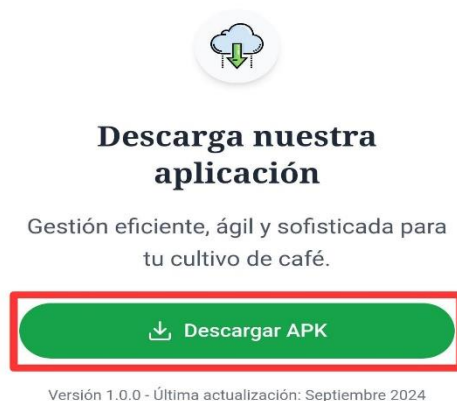 Descarga nuestra
aplicación
Gestión eficiente, ágil y sofisticada para
tu cultivo de café.
Descargar APK
Versión 1.0.0 - Última actualización: Septiembre 2024